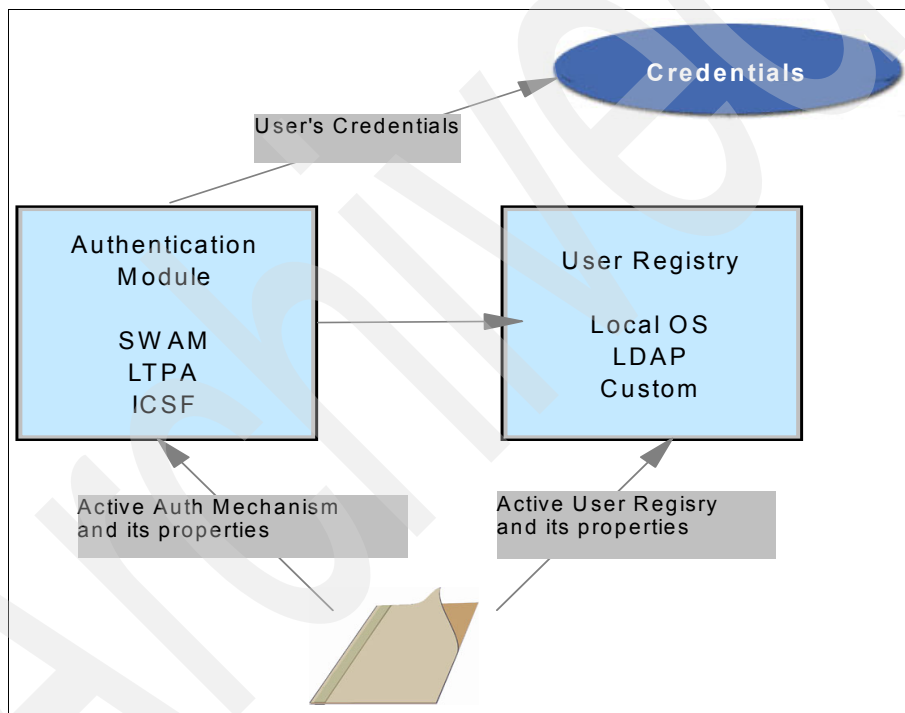 Credentials
User's Credentials
Authentication
Module
SWAM
LTPA
ICSF
User Registry
Local OS
LDAP
Custom
Active Auth Mechanism
and its properties
Active User Regisry
and its properties
Archived